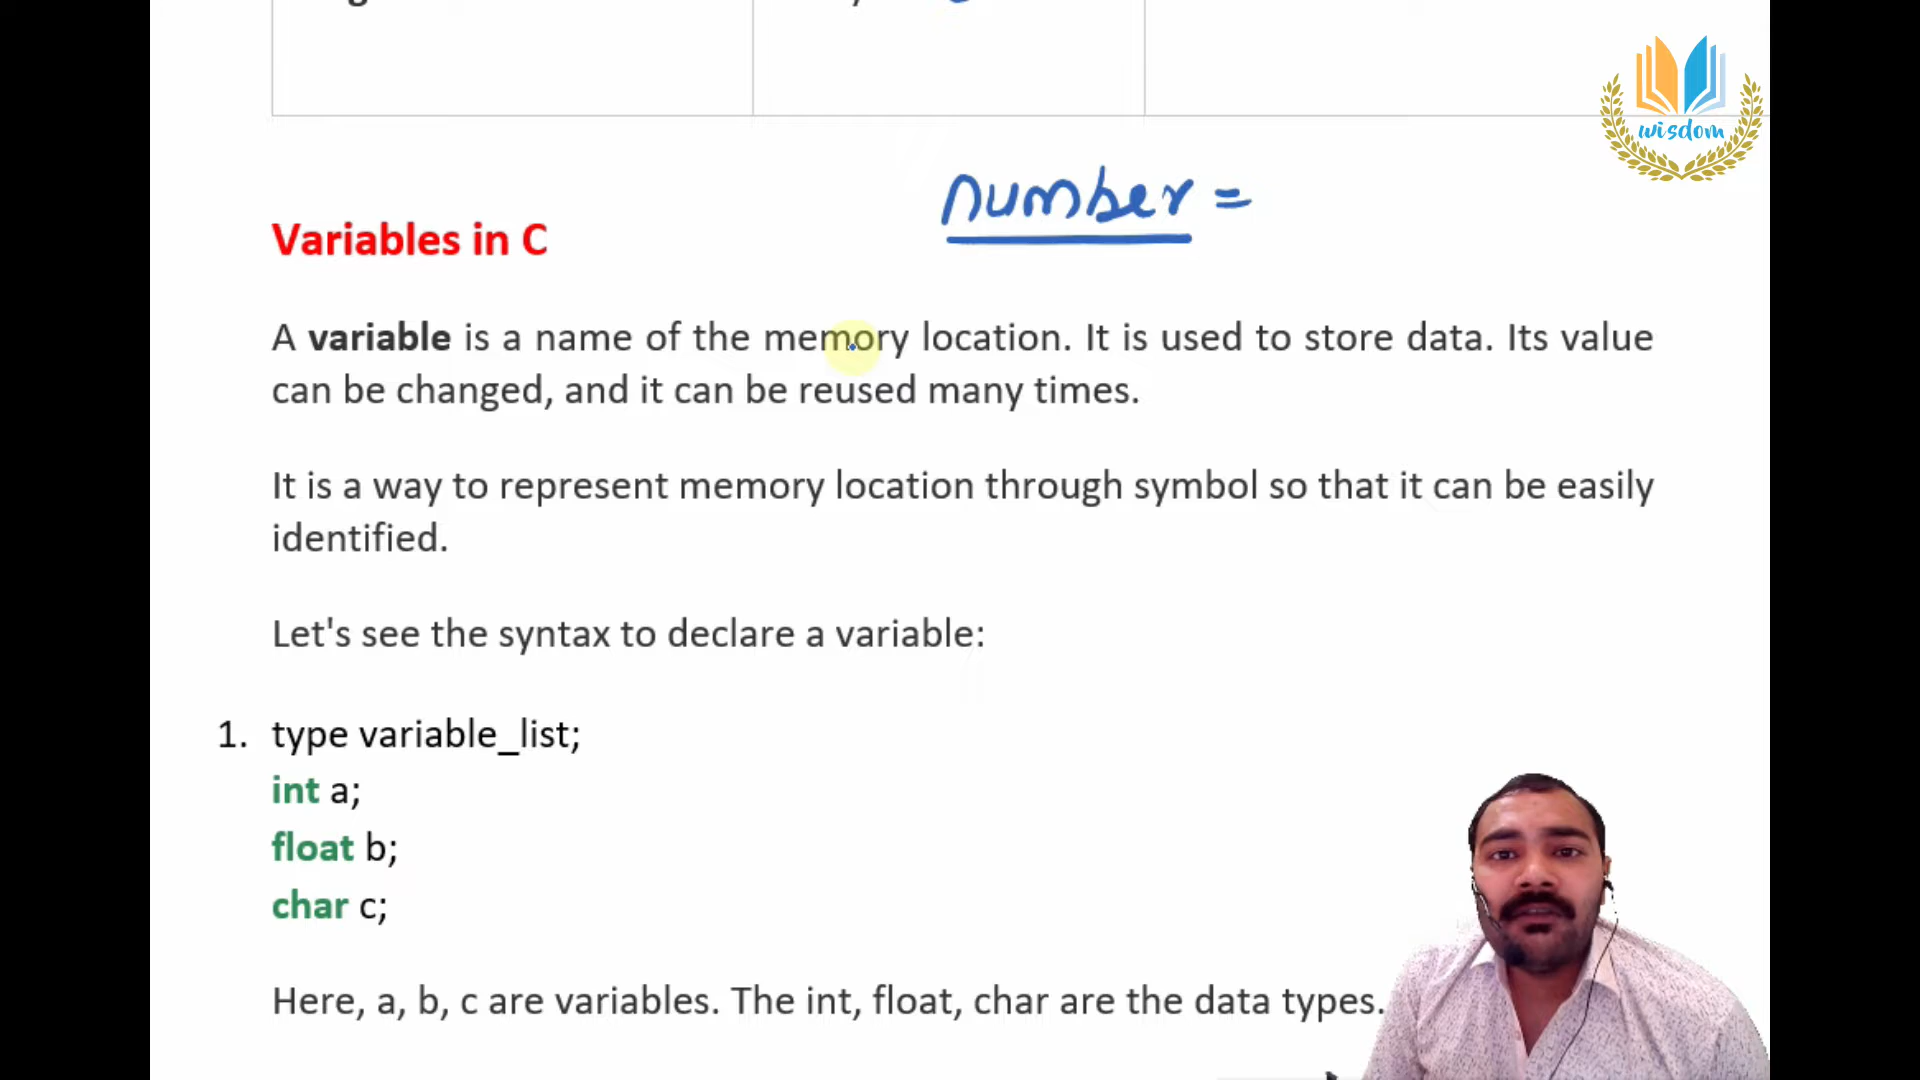 wisdom
number =
Variables in C
A variable is a name of the memory location. It is used to store data. Its value
can be changed, and it can be reused many times.
It is a way to represent memory location through symbol so that it can be easily
identified.
Let's see the syntax to declare a variable:
1. type variable_list;
int a;
float b;
char c;
Here, a, b, c are variables. The int, float, char are the data types.